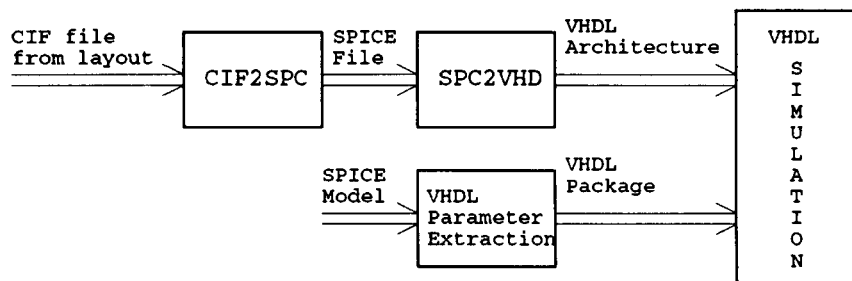 CIF file
from layout
CIF2SPC
SPICE
File
SPC2VHD
VHDL
Architecture
SPICE
Model
VHDL
Parameter
Extraction
VHDL
Package
VHDL
S
I
M
U
L
A
T
I
O
N